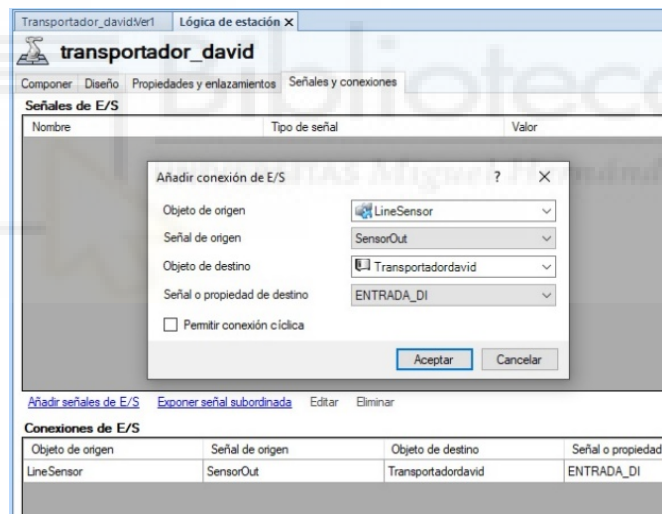 Transportador_david:Ver1 Lógica de estación X
transportador_david
Componer Diseño Propiedades y enlazamientos Señales y conexiones
Señales de E/S
Nombre Tipo de señal Valor
Añadir conexión de E/S ? X
Objeto de origen LineSensor
Señal de origen SensorOut
Objeto de destino Transportadordavid
Señal o propiedad de destino ENTRADA_DI
Permitir conexión cíclica
Aceptar Cancelar
Añadir señales de E/S Exponer señal subordinada Editar Eliminar
Conexiones de E/S
Objeto de origen Señal de origen Objeto de destino Señal o propiedad
LineSensor SensorOut Transportadordavid ENTRADA_DI